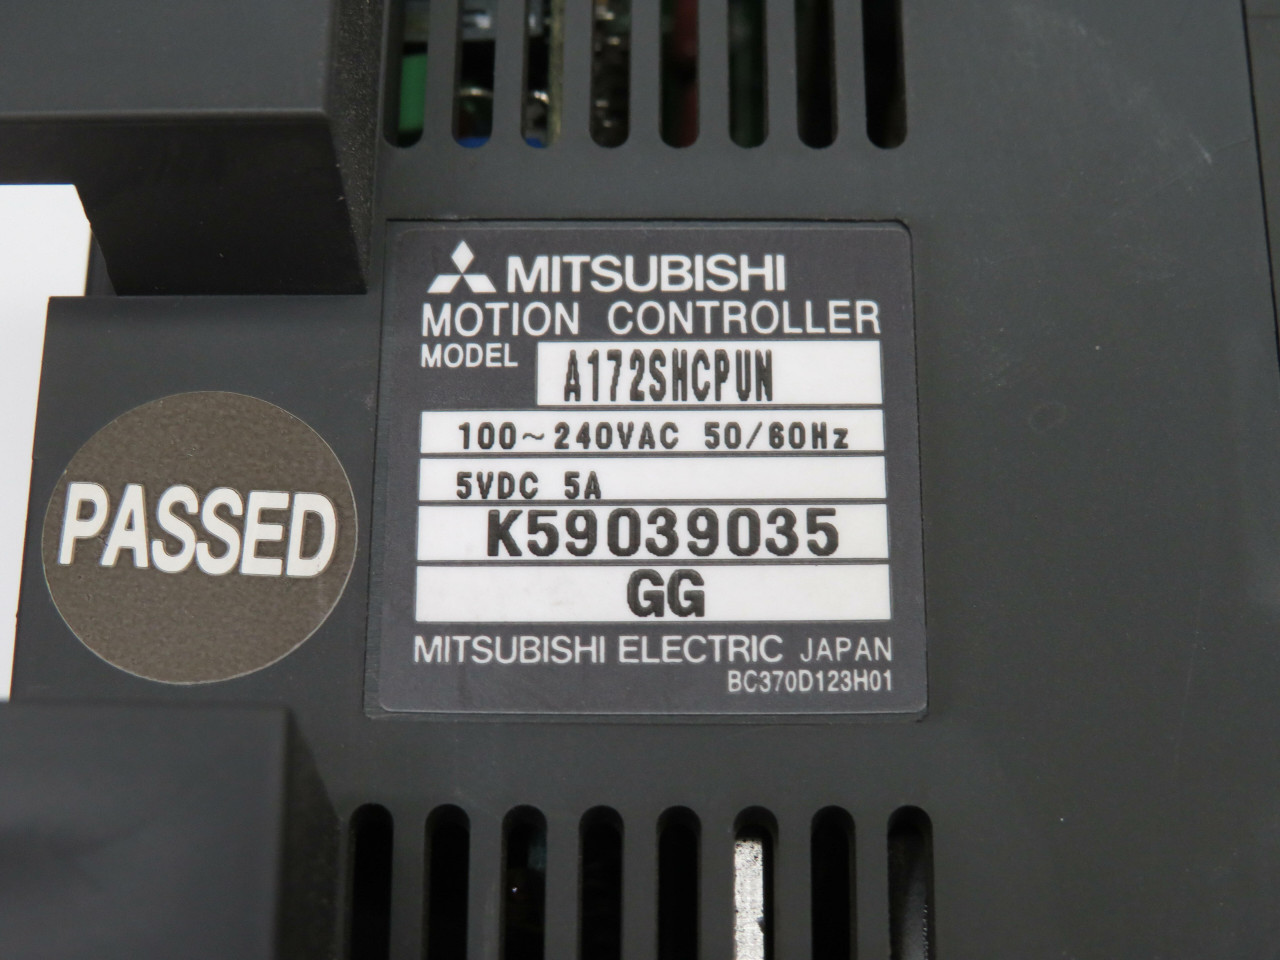 MITSUBISHI
MOTION CONTROLLER
MODEL A172SHCPUN
100~240VAC 50/60Hz
5VDC 5A
K59039035
GG
MITSUBISHI ELECTRIC JAPAN
BC370D123H01
PASSED